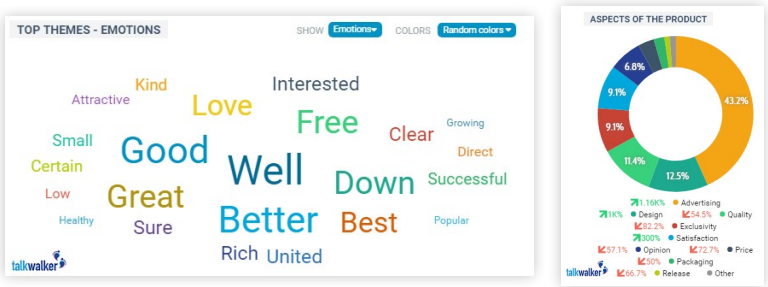 TOP THEMES - EMOTIONS
SHOW Emotions COLORS Random colors
Kind
Interested
Attractive
Love
Free
Growing
Clear
Small
Good
Direct
Certain
Well
Down
Successful
Low
Great
Better
Best
Healthy
Sure
Popular
Rich
United
talkwalker
ASPECTS OF THE PRODUCT
6.8%
9.1%
43.2%
9.1%
11.4%
12.5%
1.16K% Advertising
1K% Design 54.5% Quality
82.2% Exclusivity
300% Satisfaction
57.1% Opinion 72.7% Price
50% Packaging
66.7% Release Other
talkwalker